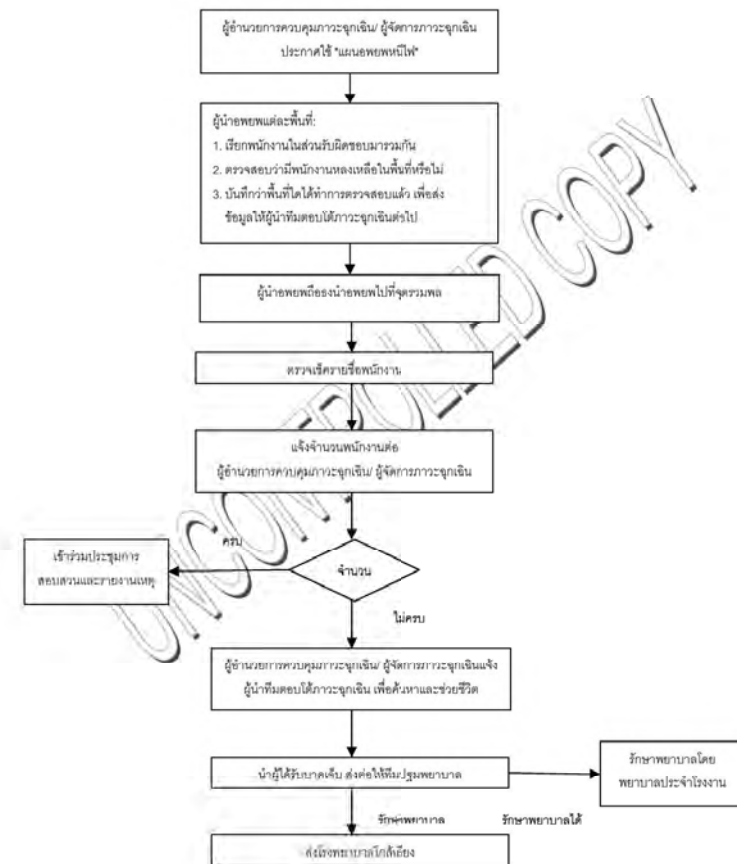 ผู้อำนวยการควบคุมภาวะฉุกเฉิน/ ผู้จัดการภาวะฉุกเฉิน
ประกาศใช้ "แผนอพยพหนีไฟ"
ผู้นำอพยพแต่ละพื้นที่:
1. เรียกพนักงานในส่วนรับผิดชอบมารวมกัน
2. ตรวจสอบว่ามีพนักงานหลงเหลือในพื้นที่หรือไม่
3. บันทึกว่าพื้นที่ใดได้ทำการตรวจสอบแล้ว เพื่อส่ง
ข้อมูลให้ผู้นำทีมตอบโต้ภาวะฉุกเฉินต่อไป
ผู้นำอพยพถือธงนำอพยพไปที่จุดรวมพล
ตรวจเช็ครายชื่อพนักงาน
แจ้งจำนวนพนักงานต่อ
ผู้อำนวยการควบคุมภาวะฉุกเฉิน/ ผู้จัดการภาวะฉุกเฉิน
ครบ
เข้าร่วมประชุมการ
สอบสวนและรายงานเหตุ
จำนวน
ไม่ครบ
ผู้อำนวยการควบคุมภาวะฉุกเฉิน/ ผู้จัดการภาวะฉุกเฉินแจ้ง
ผู้นำทีมตอบโต้ภาวะฉุกเฉิน เพื่อค้นหาและช่วยชีวิต
นำผู้ได้รับบาดเจ็บ ส่งต่อให้ทีมปฐมพยาบาล
รักษาพยาบาลโดย
พยาบาลประจำโรงงาน
รักษาพยาบาล
รักษาพยาบาลได้
ส่งโรงพยาบาลใกล้เคียง
UNCONTROLLED COPY